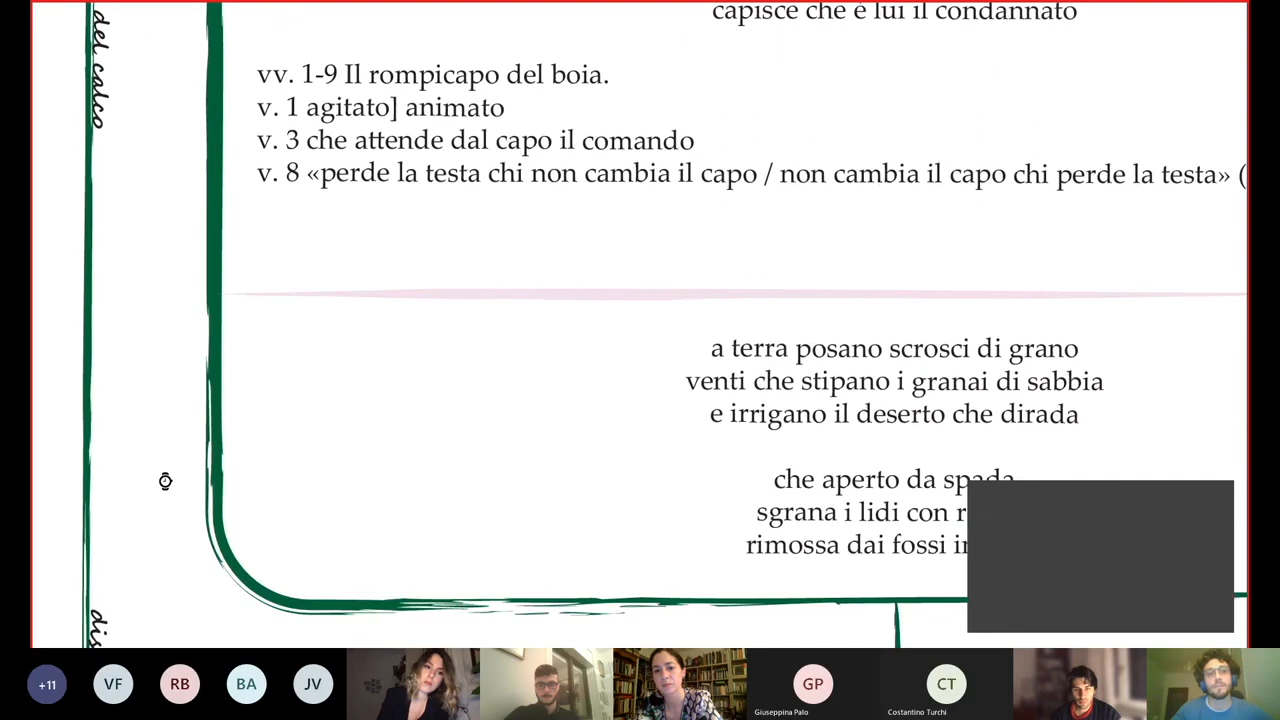 capisce che è lui il condannato
del calco
vv. 1-9 Il rompicapo del boia.
v. 1 agitato] animato
v. 3 che attende dal capo il comando
v. 8 «perde la testa chi non cambia il capo / non cambia il capo chi perde la testa» (
a terra posano scrosci di grano
venti che stipano i granai di sabbia
e irrigano il deserto che dirada
che aperto da spada
sgrana i lidi con
rimossa dai fossi
+11
VF
RB
BA
JV
GP
Giuseppina Palo
CT
Costantino Turchi